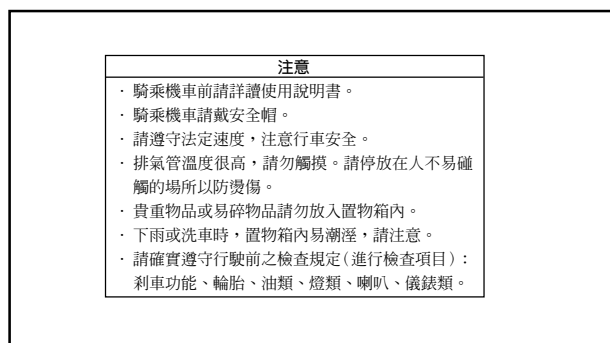 注意
· 騎乘機車前請詳讀使用說明書。
· 騎乘機車請戴安全帽。
· 請遵守法定速度，注意行車安全。
· 排氣管溫度很高，請勿觸摸。請停放在人不易碰
觸的場所以防燙傷。
· 貴重物品或易碎物品請勿放入置物箱內。
· 下雨或洗車時，置物箱內易潮溼，請注意。
· 請確實遵守行駛前之檢查規定(進行檢查項目)：
剎車功能、輪胎、油類、燈類、喇叭、儀錶類。